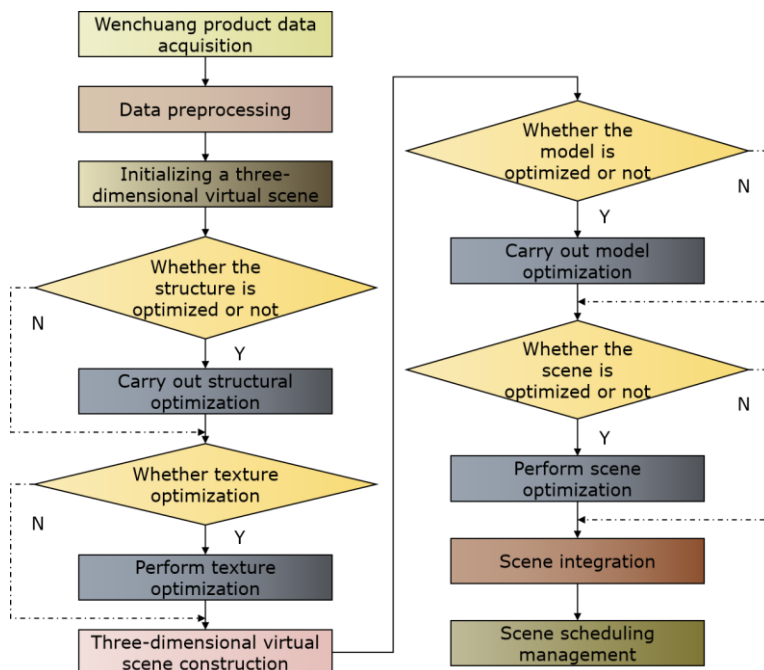 Wenchuang product data
acquisition
Data preprocessing
Initializing a three-
dimensional virtual scene
Whether the
structure is
optimized or not
N
Y
Carry out structural
optimization
Whether texture
optimization
N
Y
Perform texture
optimization
Three-dimensional virtual
scene construction
Whether the
model is
optimized or not
N
Y
Carry out model
optimization
Whether the
scene is
optimized or not
N
Y
Perform scene
optimization
Scene integration
Scene scheduling
management